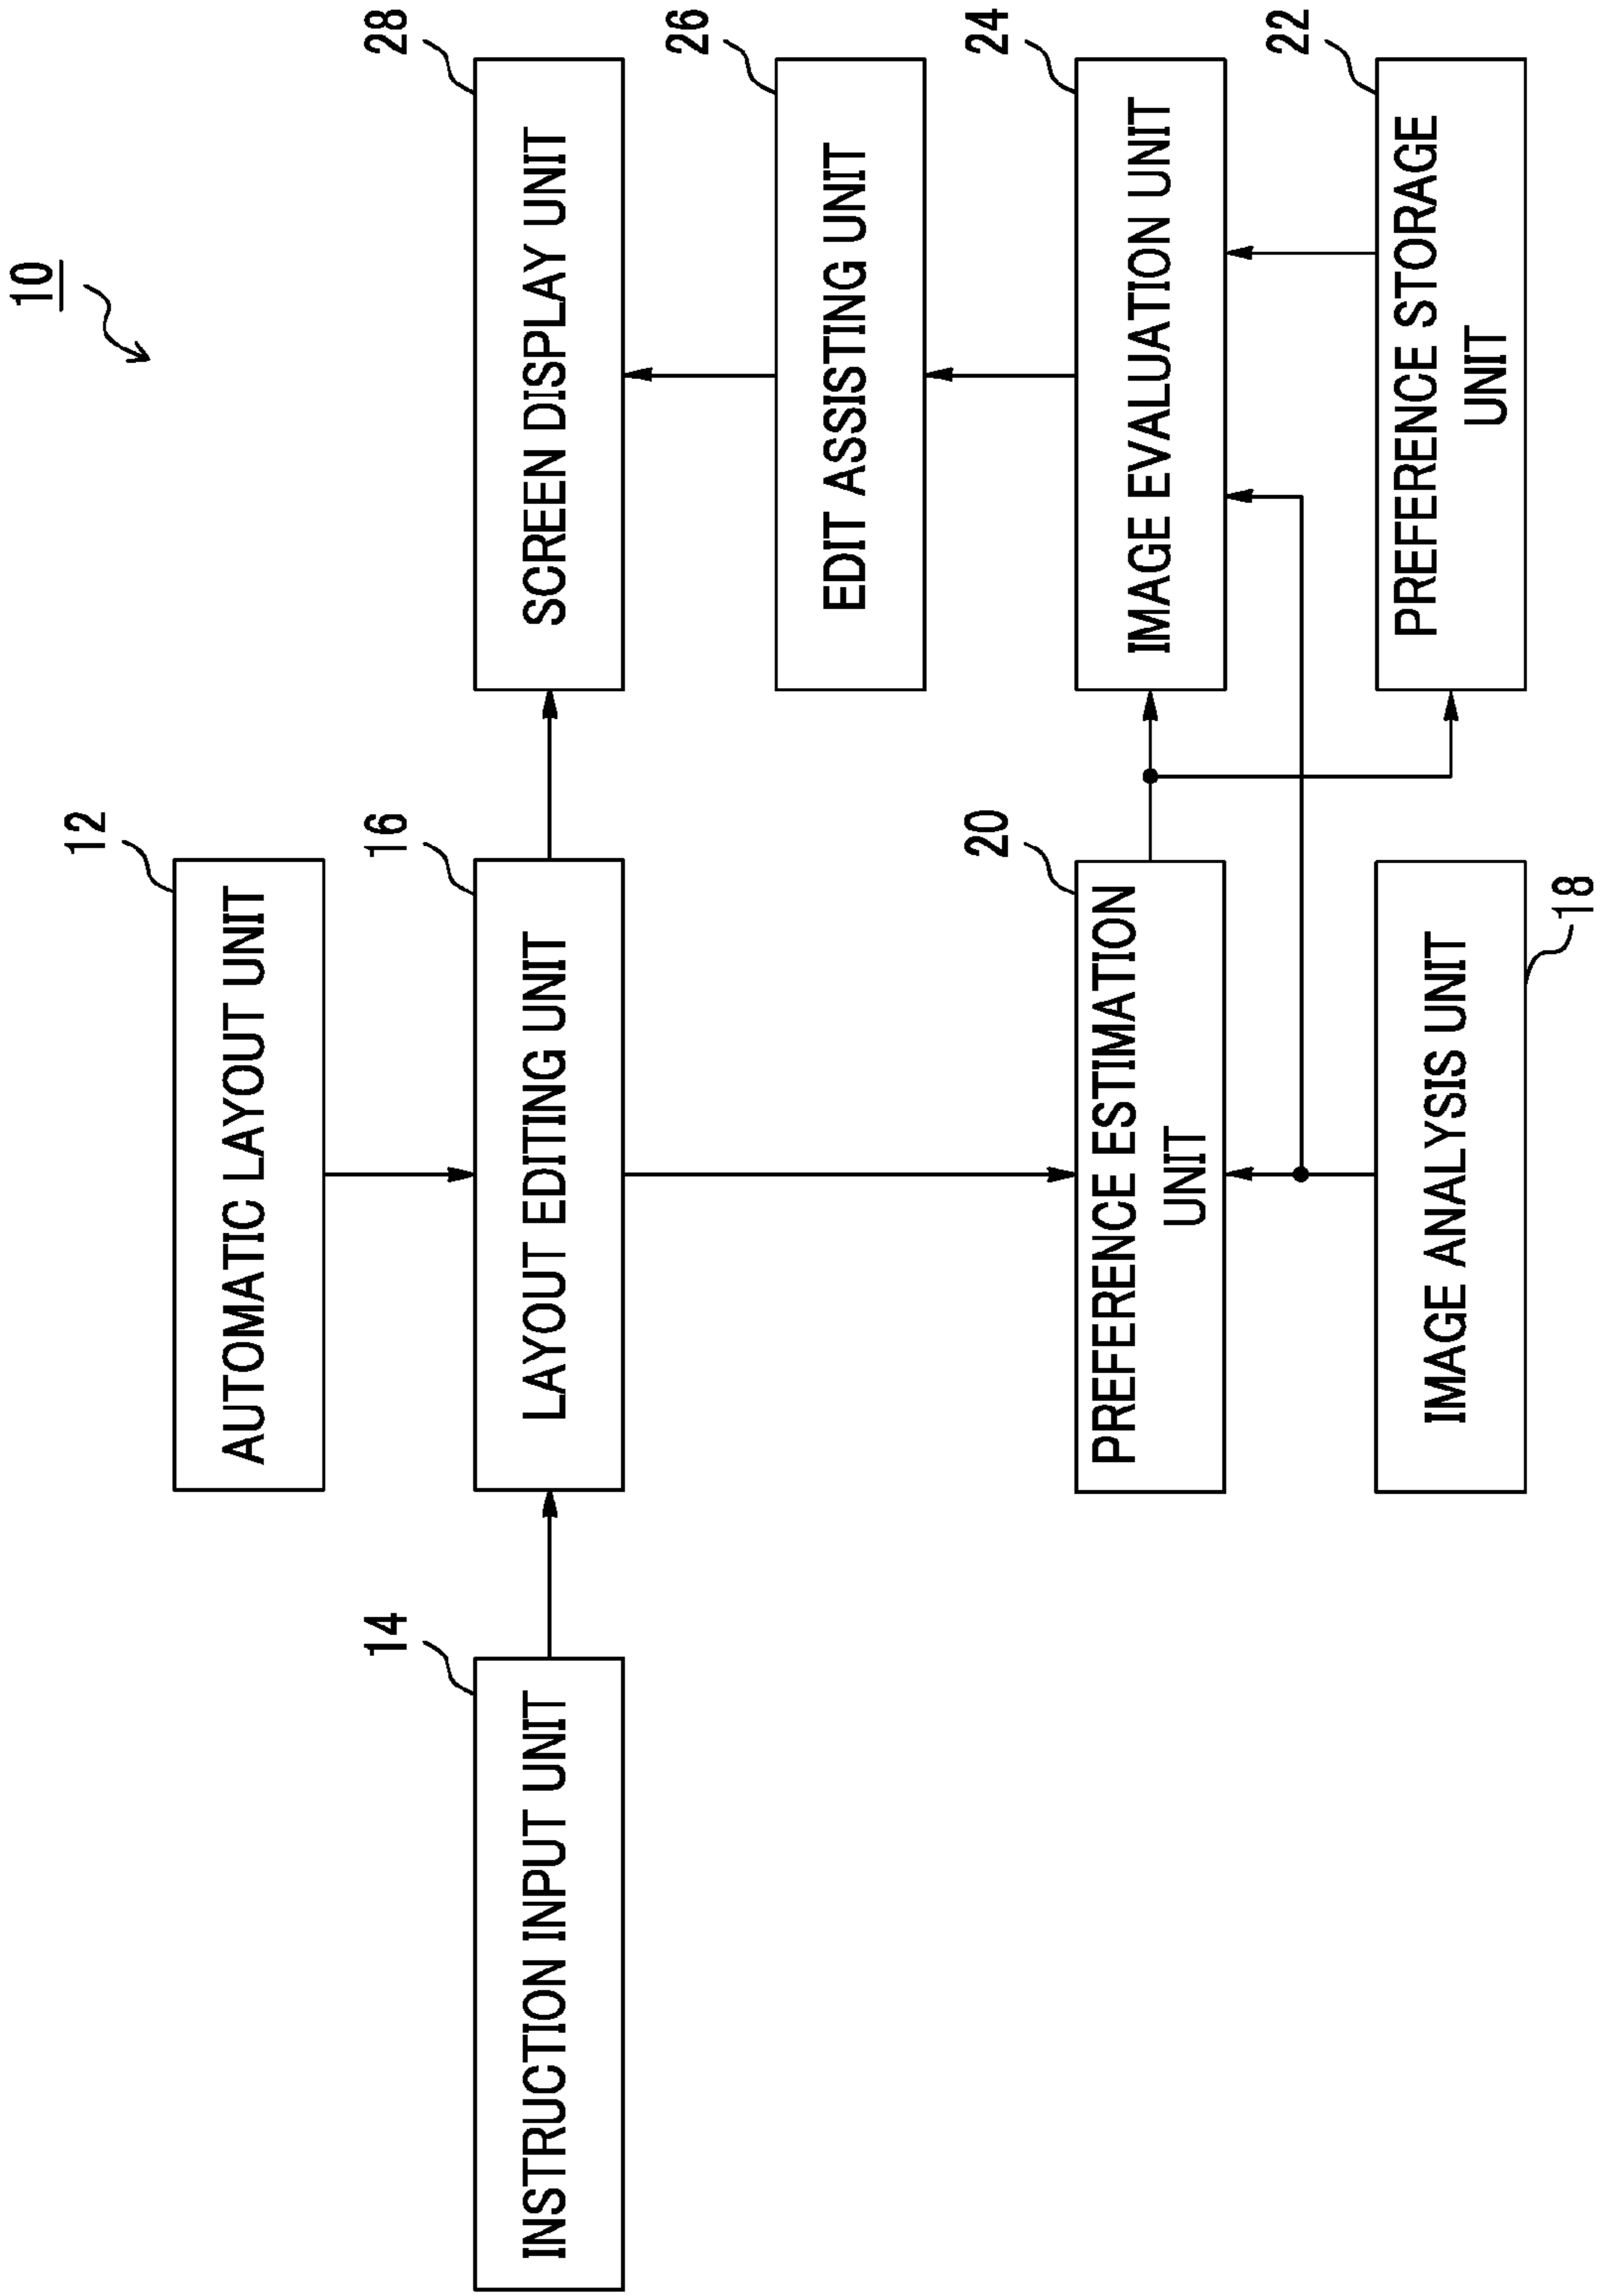 10
12
AUTOMATIC LAYOUT UNIT
14
INSTRUCTION INPUT UNIT
16
LAYOUT EDITING UNIT
28
SCREEN DISPLAY UNIT
26
EDIT ASSISTING UNIT
20
PREFERENCE ESTIMATION
UNIT
24
IMAGE EVALUATION UNIT
18
IMAGE ANALYSIS UNIT
22
PREFERENCE STORAGE
UNIT